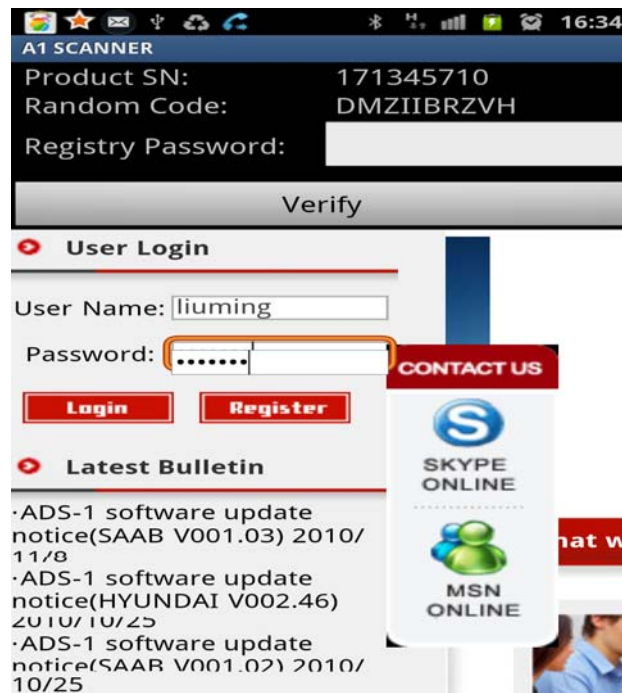 16:34
A1 SCANNER
Product SN: 171345710
Random Code: DMZIIBRZVH
Registry Password:
Verify
User Login
User Name: liuming
Password: •••••••
Login Register
CONTACT US
SKYPE
ONLINE
MSN
ONLINE
Latest Bulletin
·ADS-1 software update
notice(SAAB V001.03) 2010/
11/8
·ADS-1 software update
notice(HYUNDAI V002.46)
2010/10/25
·ADS-1 software update
notice(SAAB V001.02) 2010/
10/25
hat w